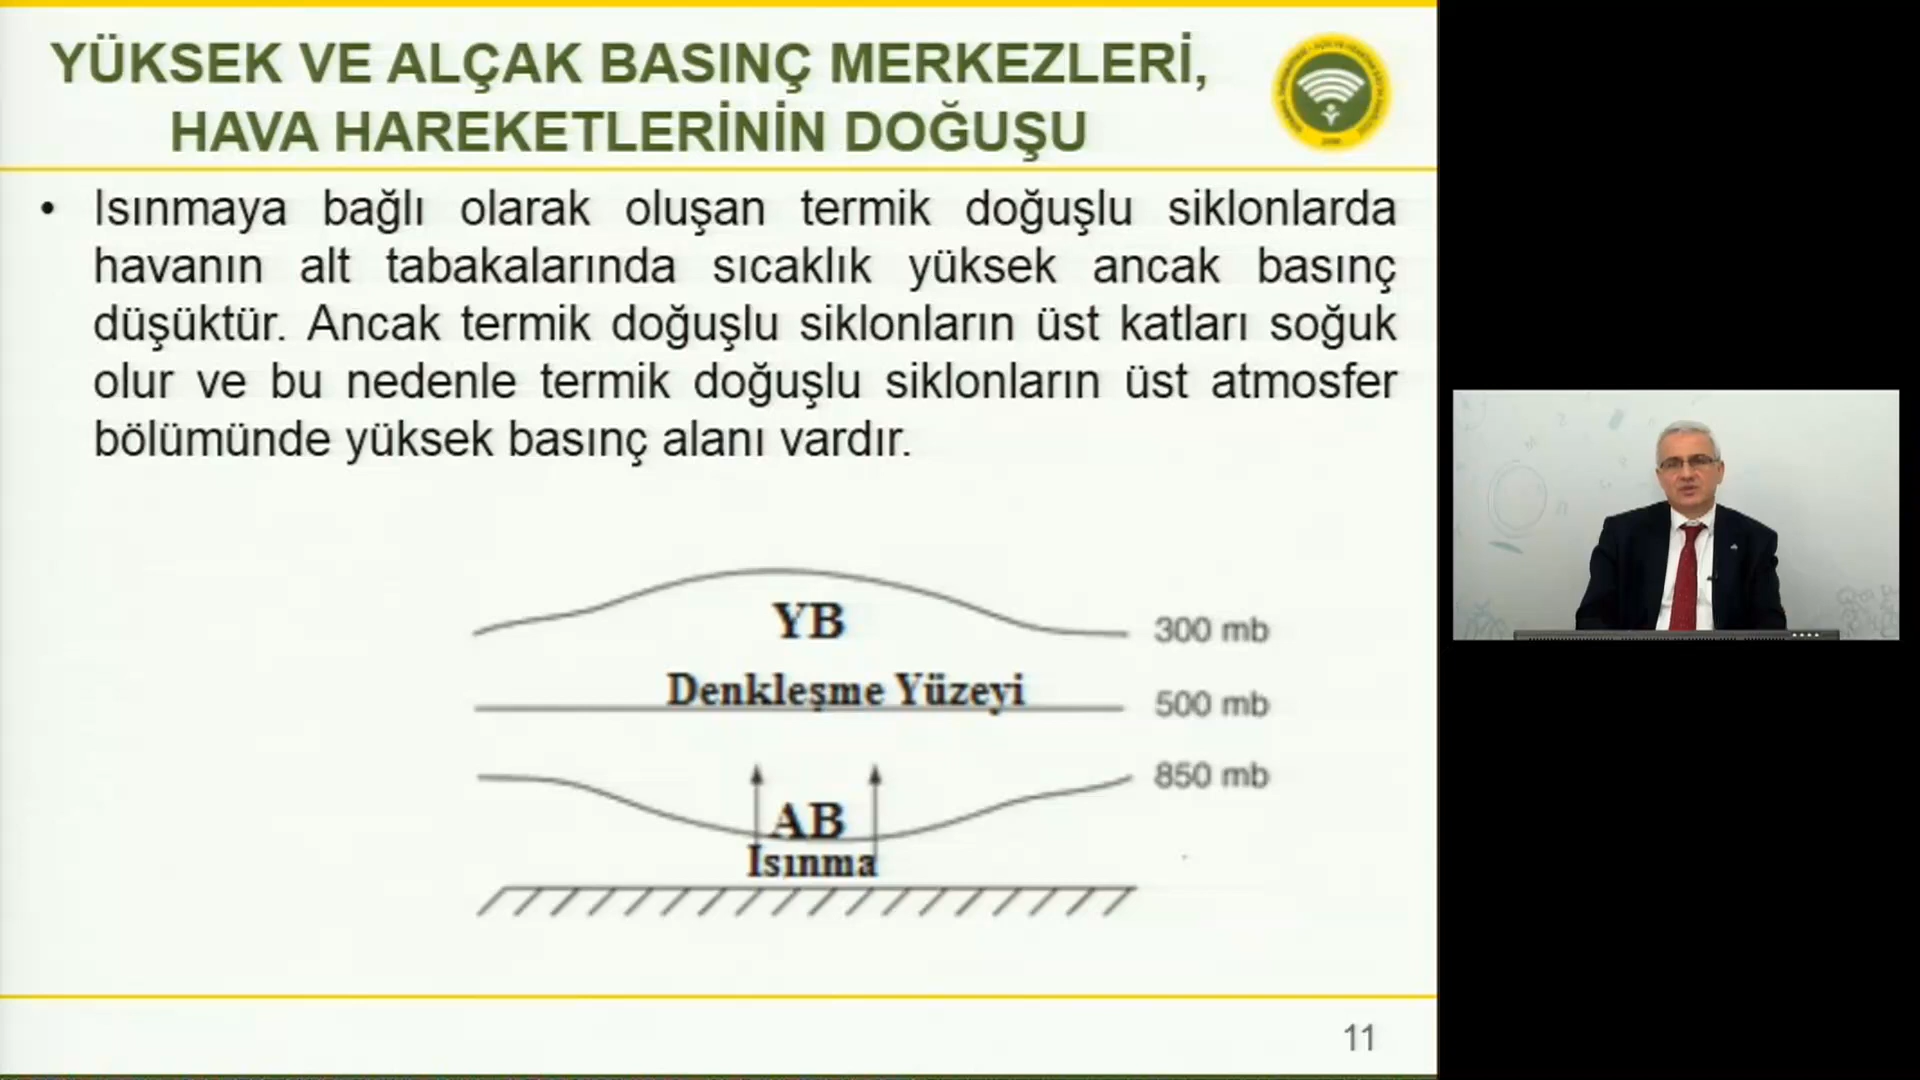 YÜKSEK VE ALÇAK BASINÇ MERKEZLERİ,
HAVA HAREKETLERİNİN DOĞUŞU
• Isınmaya bağlı olarak oluşan termik doğuşlu siklonlarda
havanın alt tabakalarında sıcaklık yüksek ancak basınç
düşüktür. Ancak termik doğuşlu siklonların üst katları soğuk
olur ve bu nedenle termik doğuşlu siklonların üst atmosfer
bölümünde yüksek basınç alanı vardır.
YB
300 mb
Denkleşme Yüzeyi
500 mb
850 mb
AB
Isınma
11